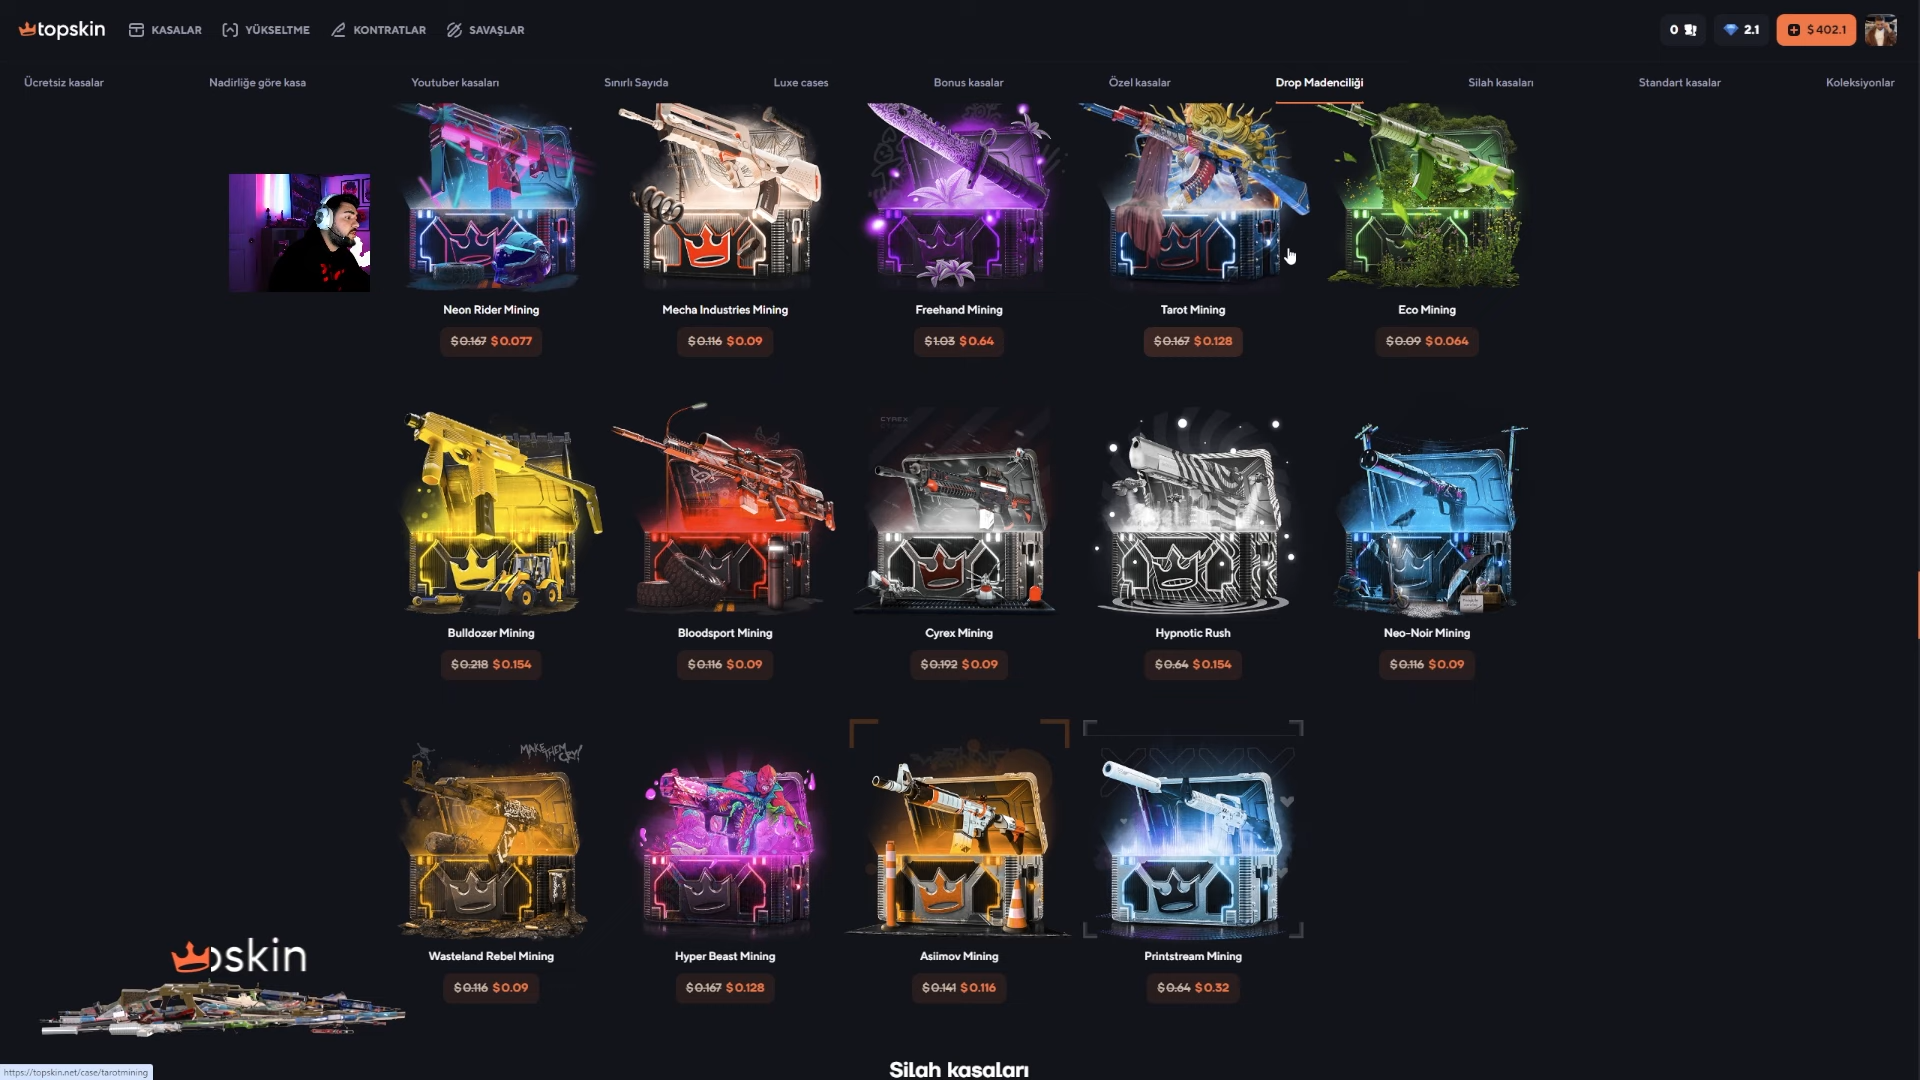 topskin
KASALAR
YÜKSELTME
KONTRATLAR
SAVAŞLAR
0
2.1
$ 402.1
Ücretsiz kasalar
Nadirliğe göre kasa
Youtuber kasaları
Sınırlı Sayıda
Luxe cases
Bonus kasalar
Özel kasalar
Drop Madenciliği
Silah kasaları
Standart kasalar
Koleksiyonlar
Neon Rider Mining
$ 0.167 $ 0.077
Mecha Industries Mining
$ 0.116 $ 0.09
Freehand Mining
$ 1.03 $ 0.64
Tarot Mining
$ 0.167 $ 0.128
Eco Mining
$ 0.09 $ 0.064
CYREX
Bulldozer Mining
$ 0.218 $ 0.154
Bloodsport Mining
$ 0.116 $ 0.09
Cyrex Mining
$ 0.192 $ 0.09
Hypnotic Rush
$ 0.64 $ 0.154
Neo-Noir Mining
$ 0.116 $ 0.09
MAKE THEM CRY!
Wasteland Rebel Mining
$ 0.116 $ 0.09
Hyper Beast Mining
$ 0.167 $ 0.128
Asiimov Mining
$ 0.141 $ 0.116
Printstream Mining
$ 0.64 $ 0.32
pskin
Silah kasaları
https://topskin.net/case/tarotmining